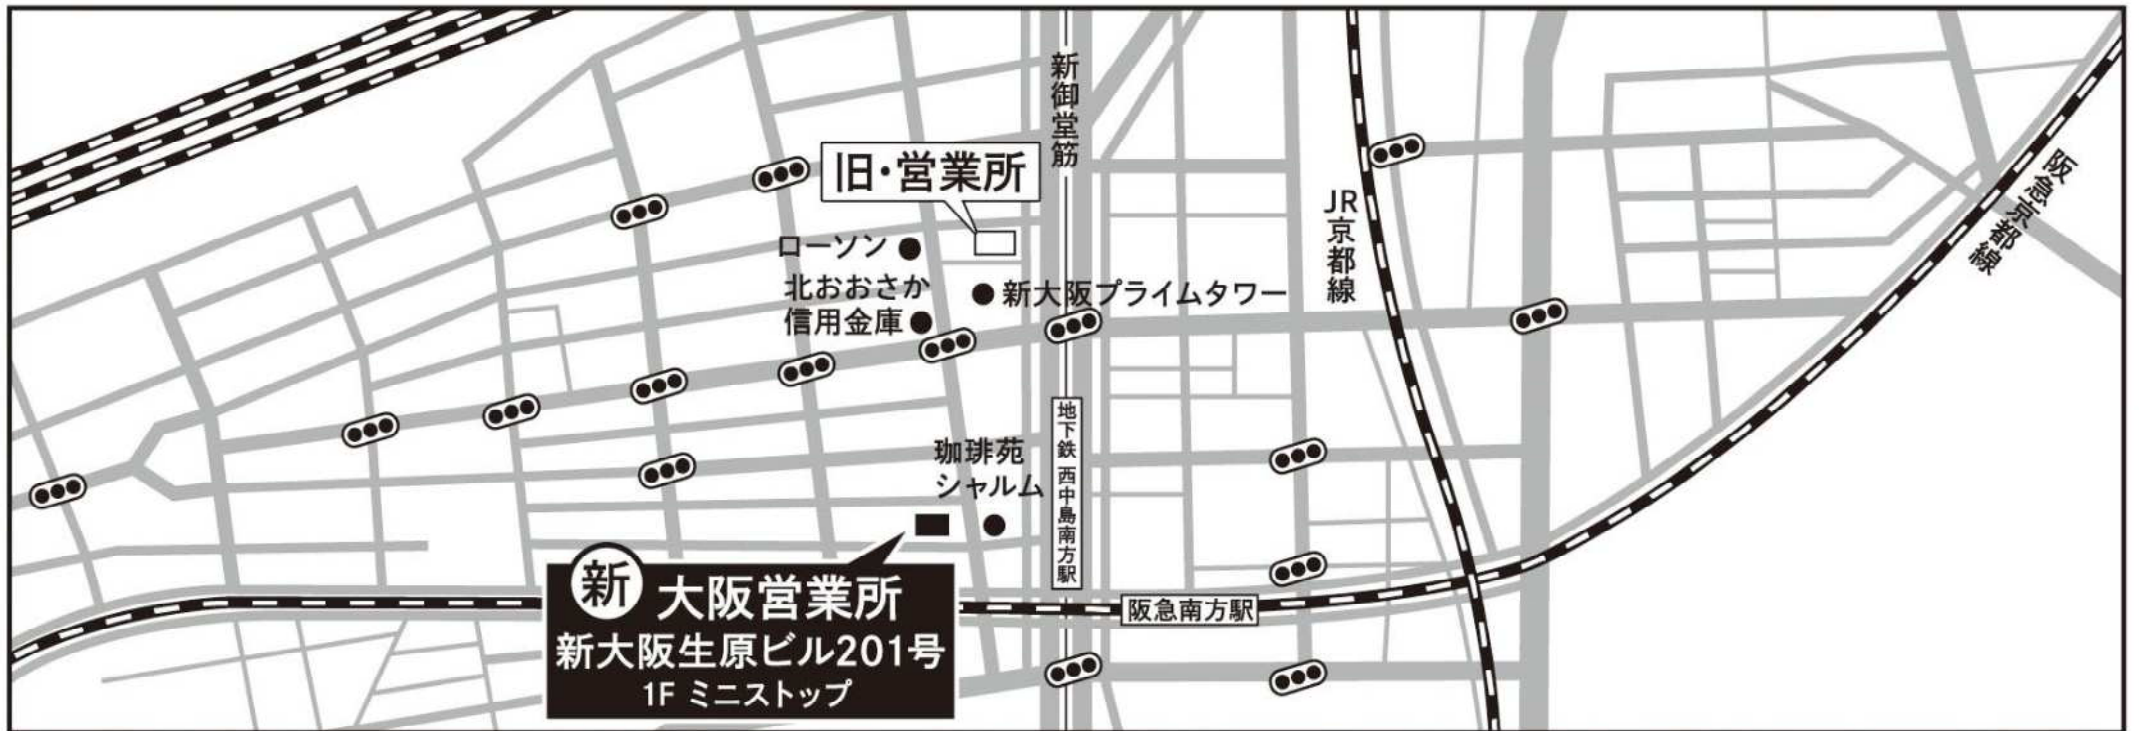 新御堂筋
旧・営業所
ローソン
北おおさか
信用金庫
新大阪プライムタワー
JR京都線
阪急京都線
地下鉄 西中島南方駅
珈琲苑
シャルム
新 大阪営業所
新大阪生原ビル201号
1F ミニストップ
阪急南方駅